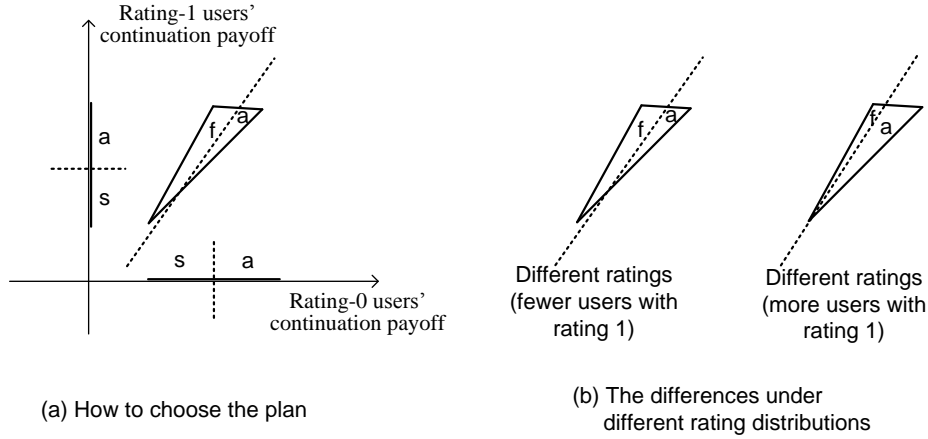 Rating-1 users'
continuation payoff
a
s
f
a
s
a
Rating-0 users'
continuation payoff
(a) How to choose the plan
f
a
Different ratings
(fewer users with
rating 1)
f
a
Different ratings
(more users with
rating 1)
(b) The differences under
different rating distributions